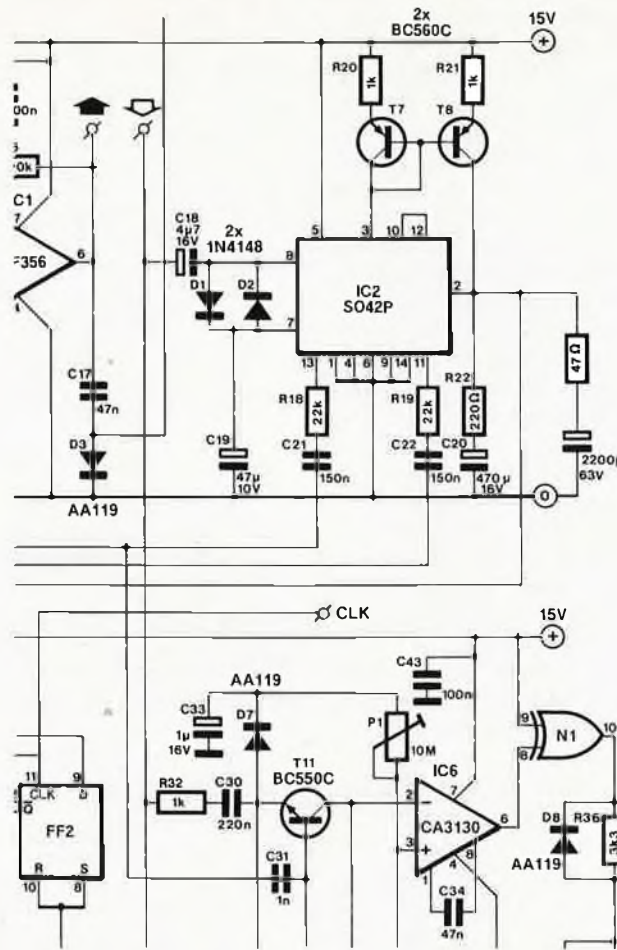 2x
BC560C
15V
+
R20
1k
R21
1k
T7
T8
00n
0k
C1
7
F356
6
C18
4µ7
16V
2x
1N4148
D1
D2
8
7
5
3
10
12
IC2
SO42P
2
13
1
4
6
9
14
11
C17
47n
D3
AA119
C19
47µ
10V
R18
22k
C21
150n
R19
22k
C22
150n
R22
220Ω
C20
470µ
16V
47Ω
2200µ
63V
0
CLK
15V
+
AA119
C33
1µ
16V
D7
P1
10M
C43
100n
IC6
T11
BC550C
R32
1k
C30
220n
C31
1n
2
−
3
+
7
CA3130
6
4
8
1
C34
47n
9
8
N1
10
D8
AA119
R36
3k3
11
9
CLK
D
Q
FF2
R
S
10
8